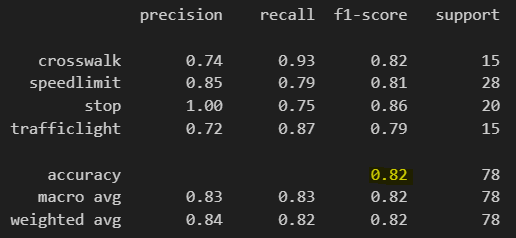 precision recall f1-score support
crosswalk 0.74 0.93 0.82 15
speedlimit 0.85 0.79 0.81 28
stop 1.00 0.75 0.86 20
trafficlight 0.72 0.87 0.79 15
accuracy 0.82 78
macro avg 0.83 0.83 0.82 78
weighted avg 0.84 0.82 0.82 78